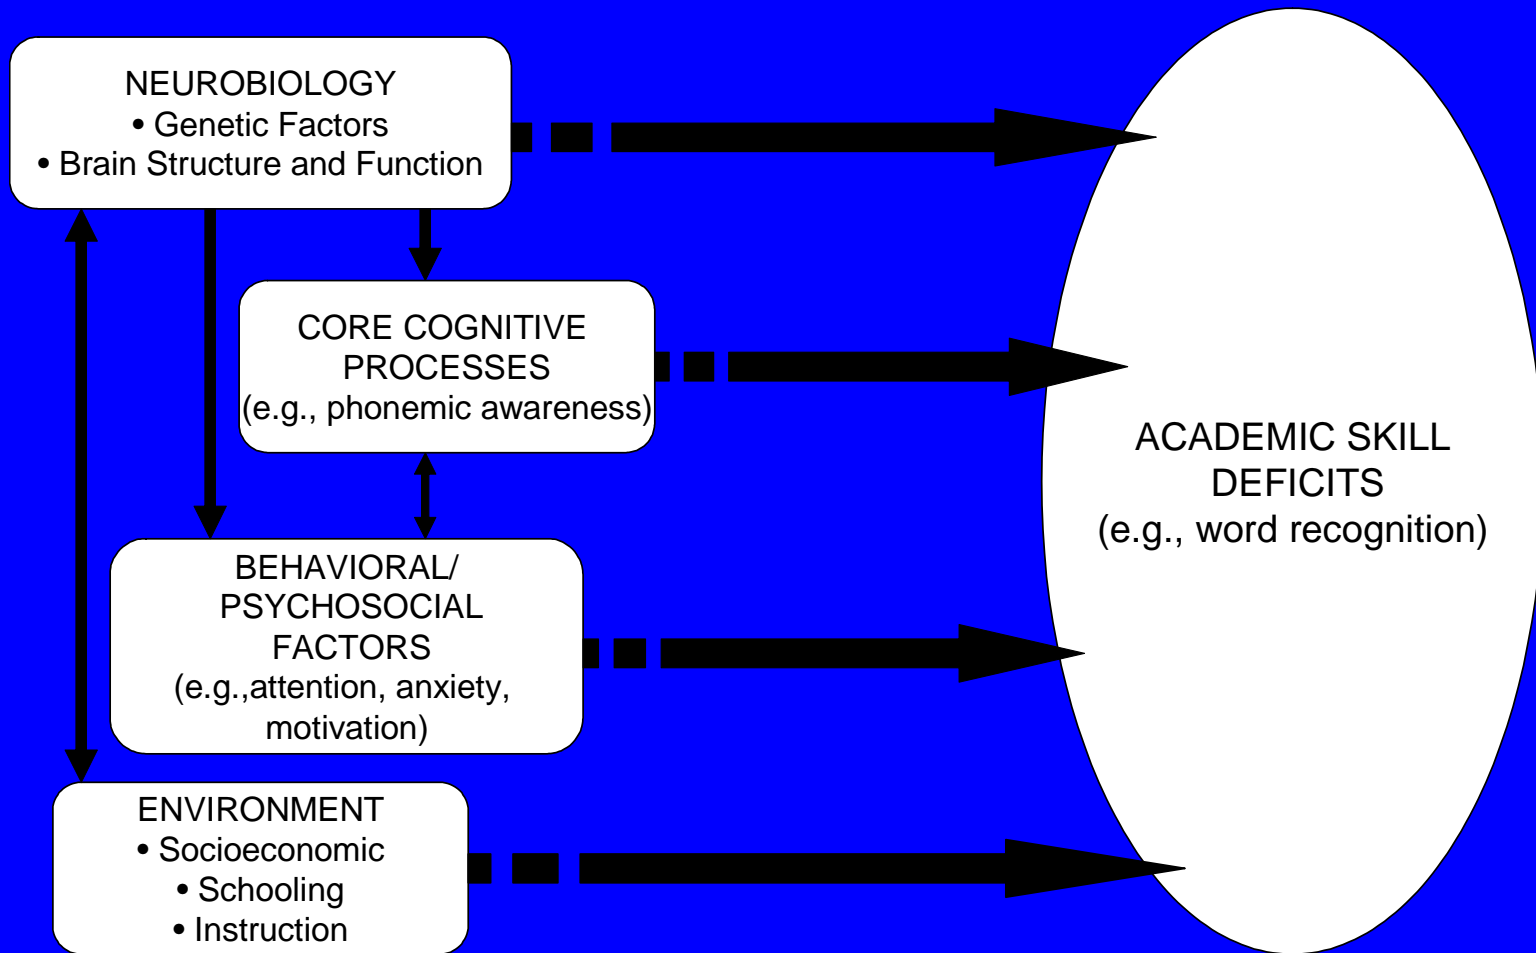 NEUROBIOLOGY
• Genetic Factors
• Brain Structure and Function
CORE COGNITIVE
PROCESSES
(e.g., phonemic awareness)
ACADEMIC SKILL
DEFICITS
(e.g., word recognition)
BEHAVIORAL/
PSYCHOSOCIAL
FACTORS
(e.g.,attention, anxiety,
motivation)
ENVIRONMENT
• Socioeconomic
• Schooling
• Instruction